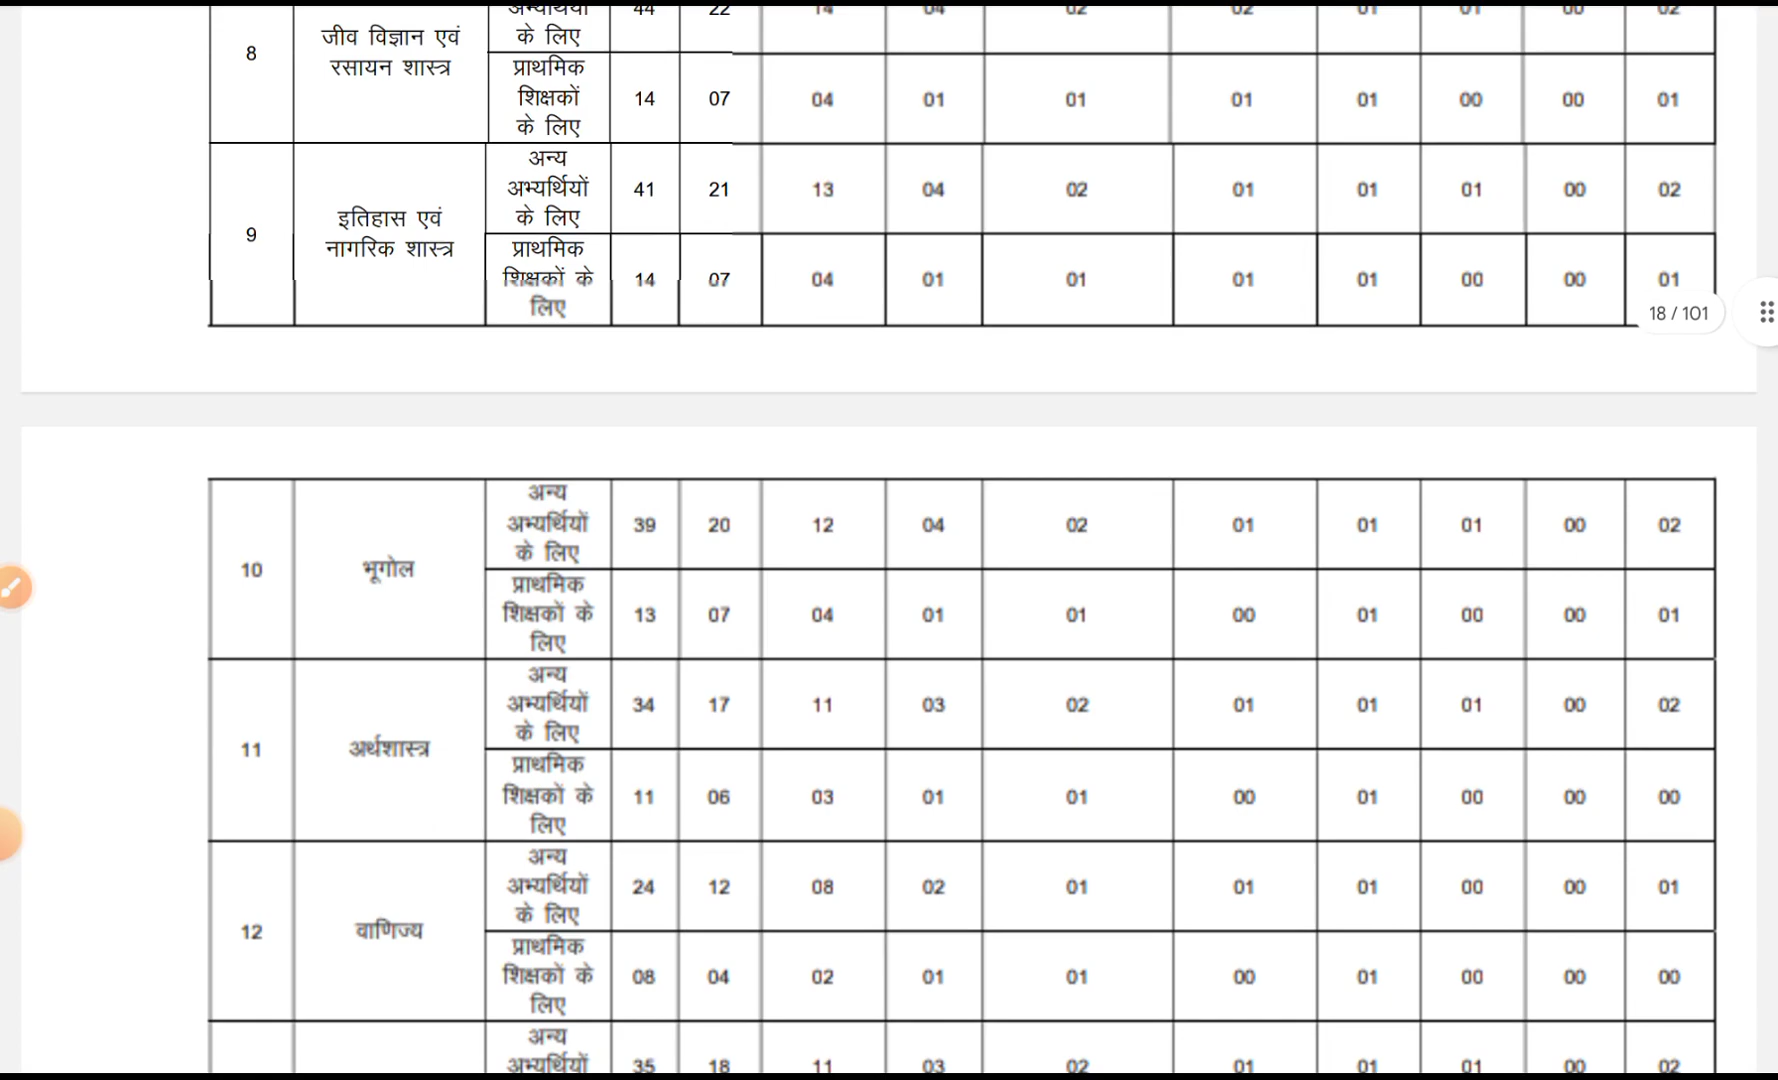 अभ्यर्थियों 44 22 14 04 02 02 01 01 00 02
8 जीव विज्ञान एवं के लिए
रसायन शास्त्र प्राथमिक
शिक्षकों 14 07 04 01 01 01 01 00 00 01
के लिए
अन्य
अभ्यर्थियों 41 21 13 04 02 01 01 01 00 02
9 इतिहास एवं के लिए
नागरिक शास्त्र प्राथमिक
शिक्षकों के 14 07 04 01 01 01 01 00 00 01
लिए
18 / 101
अन्य
अभ्यर्थियों 39 20 12 04 02 01 01 01 00 02
के लिए
10 भूगोल
प्राथमिक
शिक्षकों के 13 07 04 01 01 00 01 00 00 01
लिए
अन्य
अभ्यर्थियों 34 17 11 03 02 01 01 01 00 02
के लिए
11 अर्थशास्त्र
प्राथमिक
शिक्षकों के 11 06 03 01 01 00 01 00 00 00
लिए
अन्य
अभ्यर्थियों 24 12 08 02 01 01 01 00 00 01
के लिए
12 वाणिज्य
प्राथमिक
शिक्षकों के 08 04 02 01 01 00 01 00 00 00
लिए
अन्य
अभ्यर्थियों 35 18 11 03 02 01 01 01 00 02